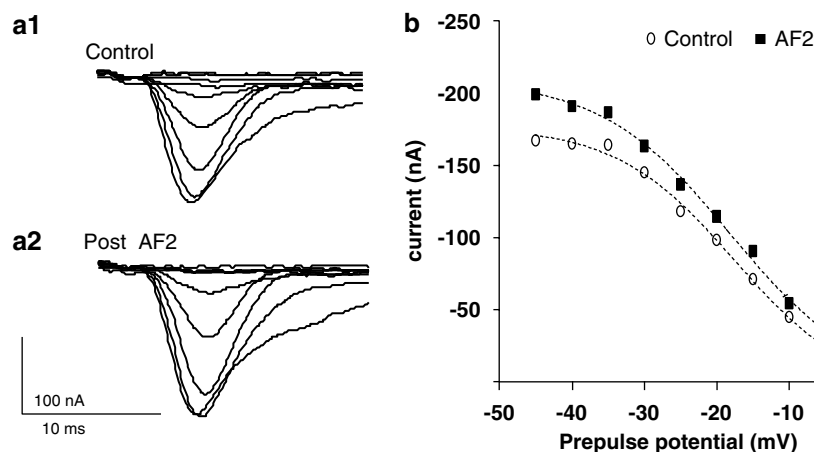 a1
Control
a2
Post AF2
100 nA
10 ms
b
Control
AF2
-250
-200
-150
-100
-50
current (nA)
-50 -40 -30 -20 -10
Prepulse potential (mV)